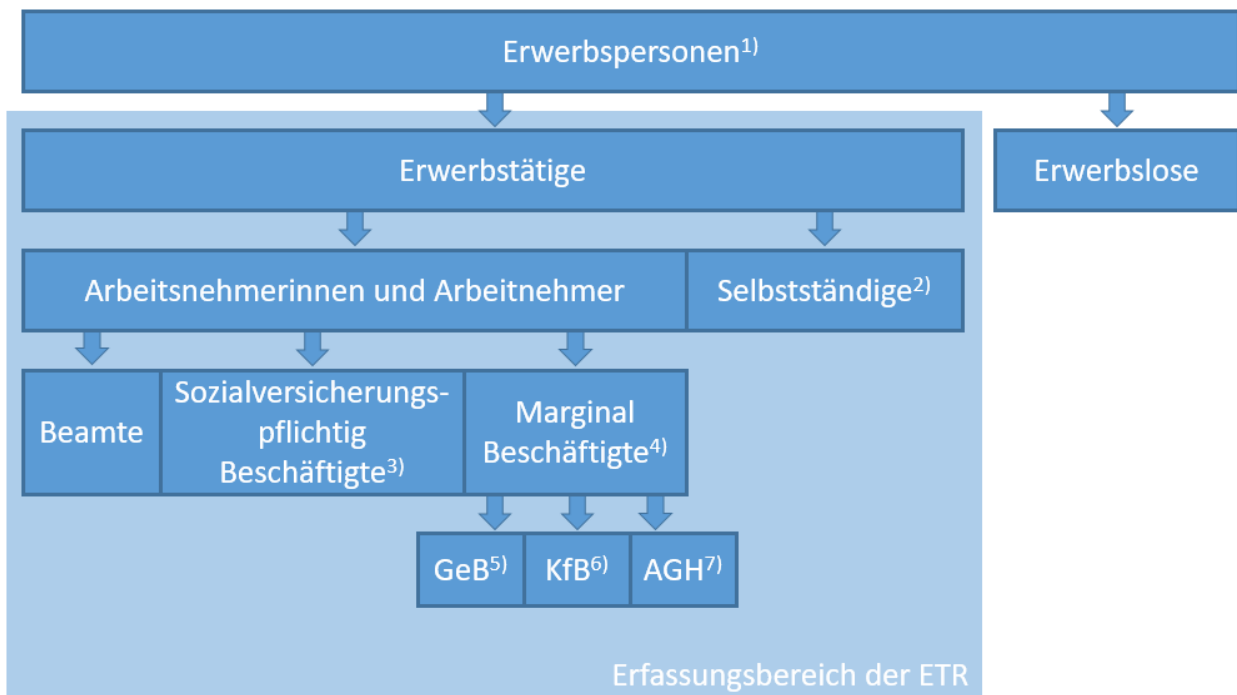 Erwerbspersonen1)
Erwerbstätige
Erwerbslose
Arbeitsnehmerinnen und Arbeitnehmer
Selbstständige2)
Beamte
Sozialversicherungs-
pflichtig
Beschäftigte3)
Marginal
Beschäftigte4)
GeB5)
KfB6)
AGH7)
Erfassungsbereich der ETR